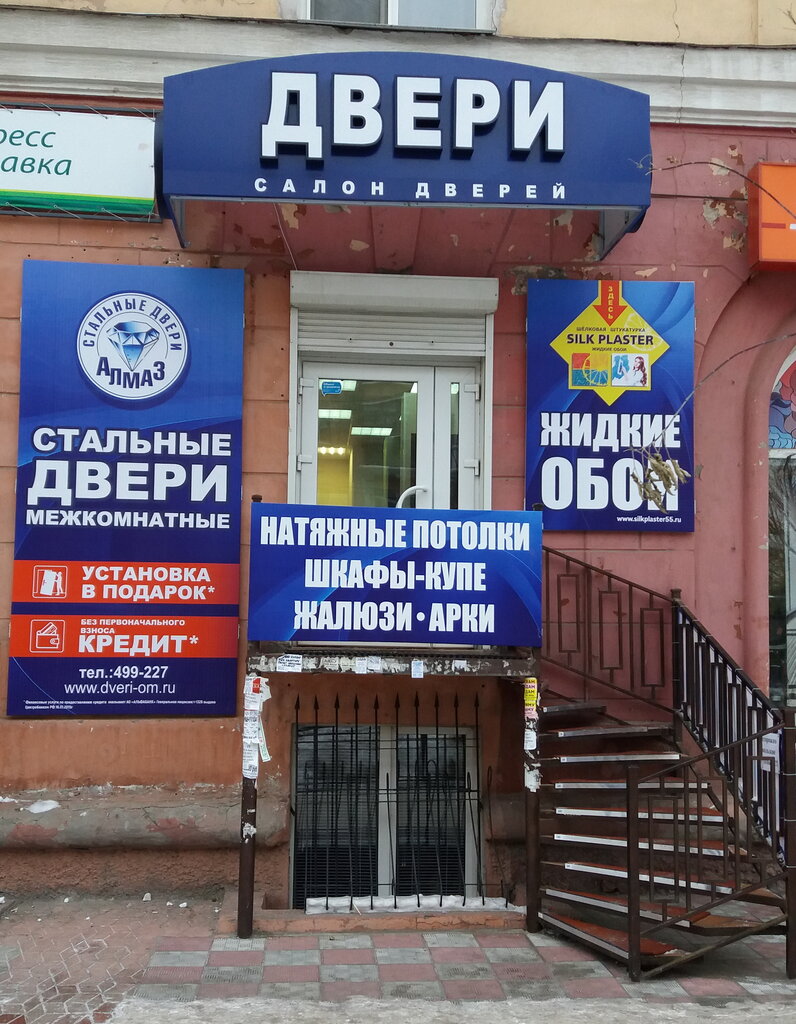 ДВЕРИ
САЛОН ДВЕРЕЙ
ресс
авка
СТАЛЬНЫЕ ДВЕРИ
АЛМАЗ
СТАЛЬНЫЕ
ДВЕРИ
МЕЖКОМНАТНЫЕ
УСТАНОВКА
В ПОДАРОК*
БЕЗ ПЕРВОНАЧАЛЬНОГО
ВЗНОСА
КРЕДИТ*
тел.:499-227
www.dveri-om.ru
ЗДЕСЬ
ШЁЛКОВАЯ ШТУКАТУРКА
SILK PLASTER
ЖИДКИЕ ОБОИ
ЖИДКИЕ
ОБОИ
www.silkplaster55.ru
НАТЯЖНЫЕ ПОТОЛКИ
ШКАФЫ-КУПЕ
ЖАЛЮЗИ • АРКИ